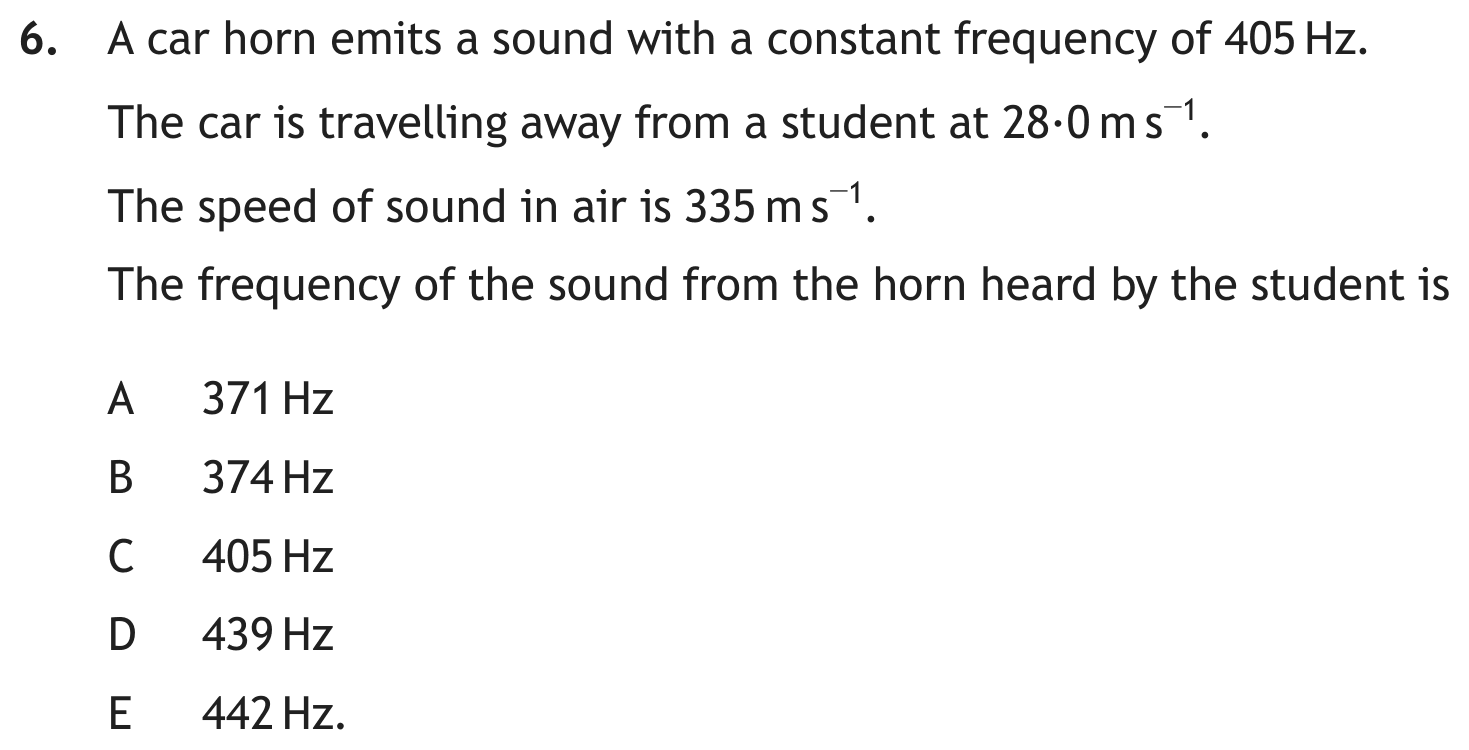 6. A car horn emits a sound with a constant frequency of 405 Hz.
The car is travelling away from a student at 28·0 m s⁻¹.
The speed of sound in air is 335 m s⁻¹.
The frequency of the sound from the horn heard by the student is
A 371 Hz
B 374 Hz
C 405 Hz
D 439 Hz
E 442 Hz.